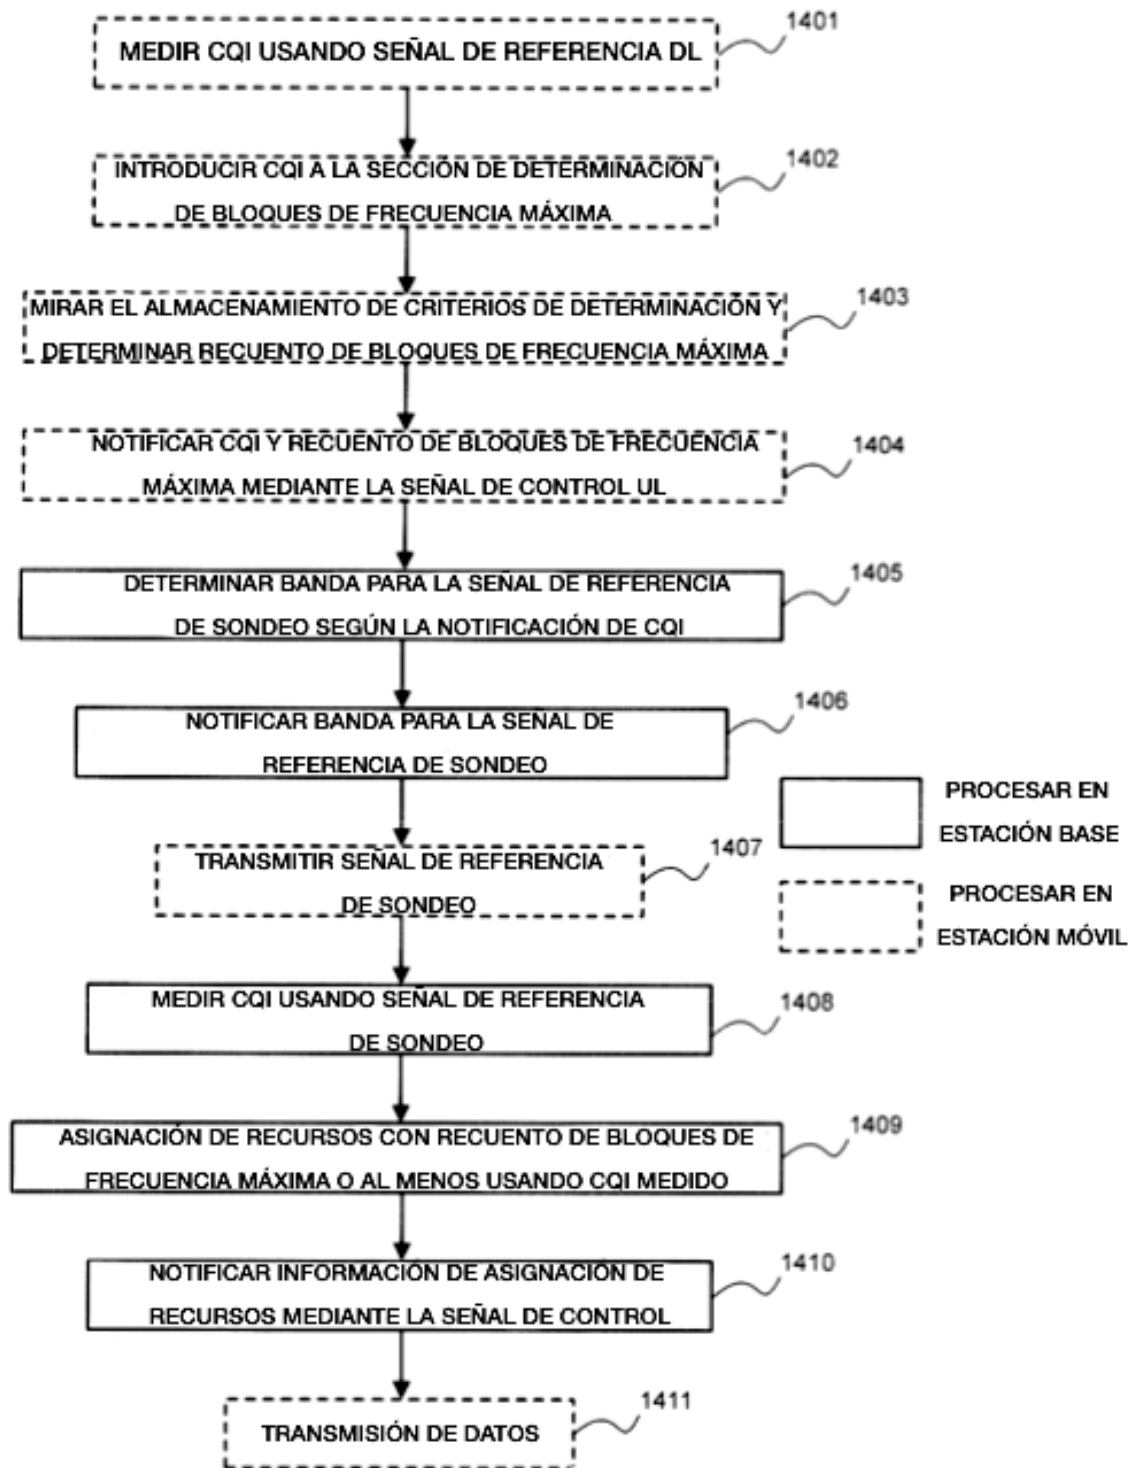 1401
MEDIR CQI USANDO SEÑAL DE REFERENCIA DL
1402
INTRODUCIR CQI A LA SECCIÓN DE DETERMINACIÓN
DE BLOQUES DE FRECUENCIA MÁXIMA
1403
MIRAR EL ALMACENAMIENTO DE CRITERIOS DE DETERMINACIÓN Y
DETERMINAR RECUENTO DE BLOQUES DE FRECUENCIA MÁXIMA
1404
NOTIFICAR CQI Y RECUENTO DE BLOQUES DE FRECUENCIA
MÁXIMA MEDIANTE LA SEÑAL DE CONTROL UL
1405
DETERMINAR BANDA PARA LA SEÑAL DE REFERENCIA
DE SONDEO SEGÚN LA NOTIFICACIÓN DE CQI
1406
NOTIFICAR BANDA PARA LA SEÑAL DE
REFERENCIA DE SONDEO
PROCESAR EN
ESTACIÓN BASE
1407
TRANSMITIR SEÑAL DE REFERENCIA
DE SONDEO
PROCESAR EN
ESTACIÓN MÓVIL
1408
MEDIR CQI USANDO SEÑAL DE REFERENCIA
DE SONDEO
1409
ASIGNACIÓN DE RECURSOS CON RECUENTO DE BLOQUES DE
FRECUENCIA MÁXIMA O AL MENOS USANDO CQI MEDIDO
1410
NOTIFICAR INFORMACIÓN DE ASIGNACIÓN DE
RECURSOS MEDIANTE LA SEÑAL DE CONTROL
1411
TRANSMISIÓN DE DATOS